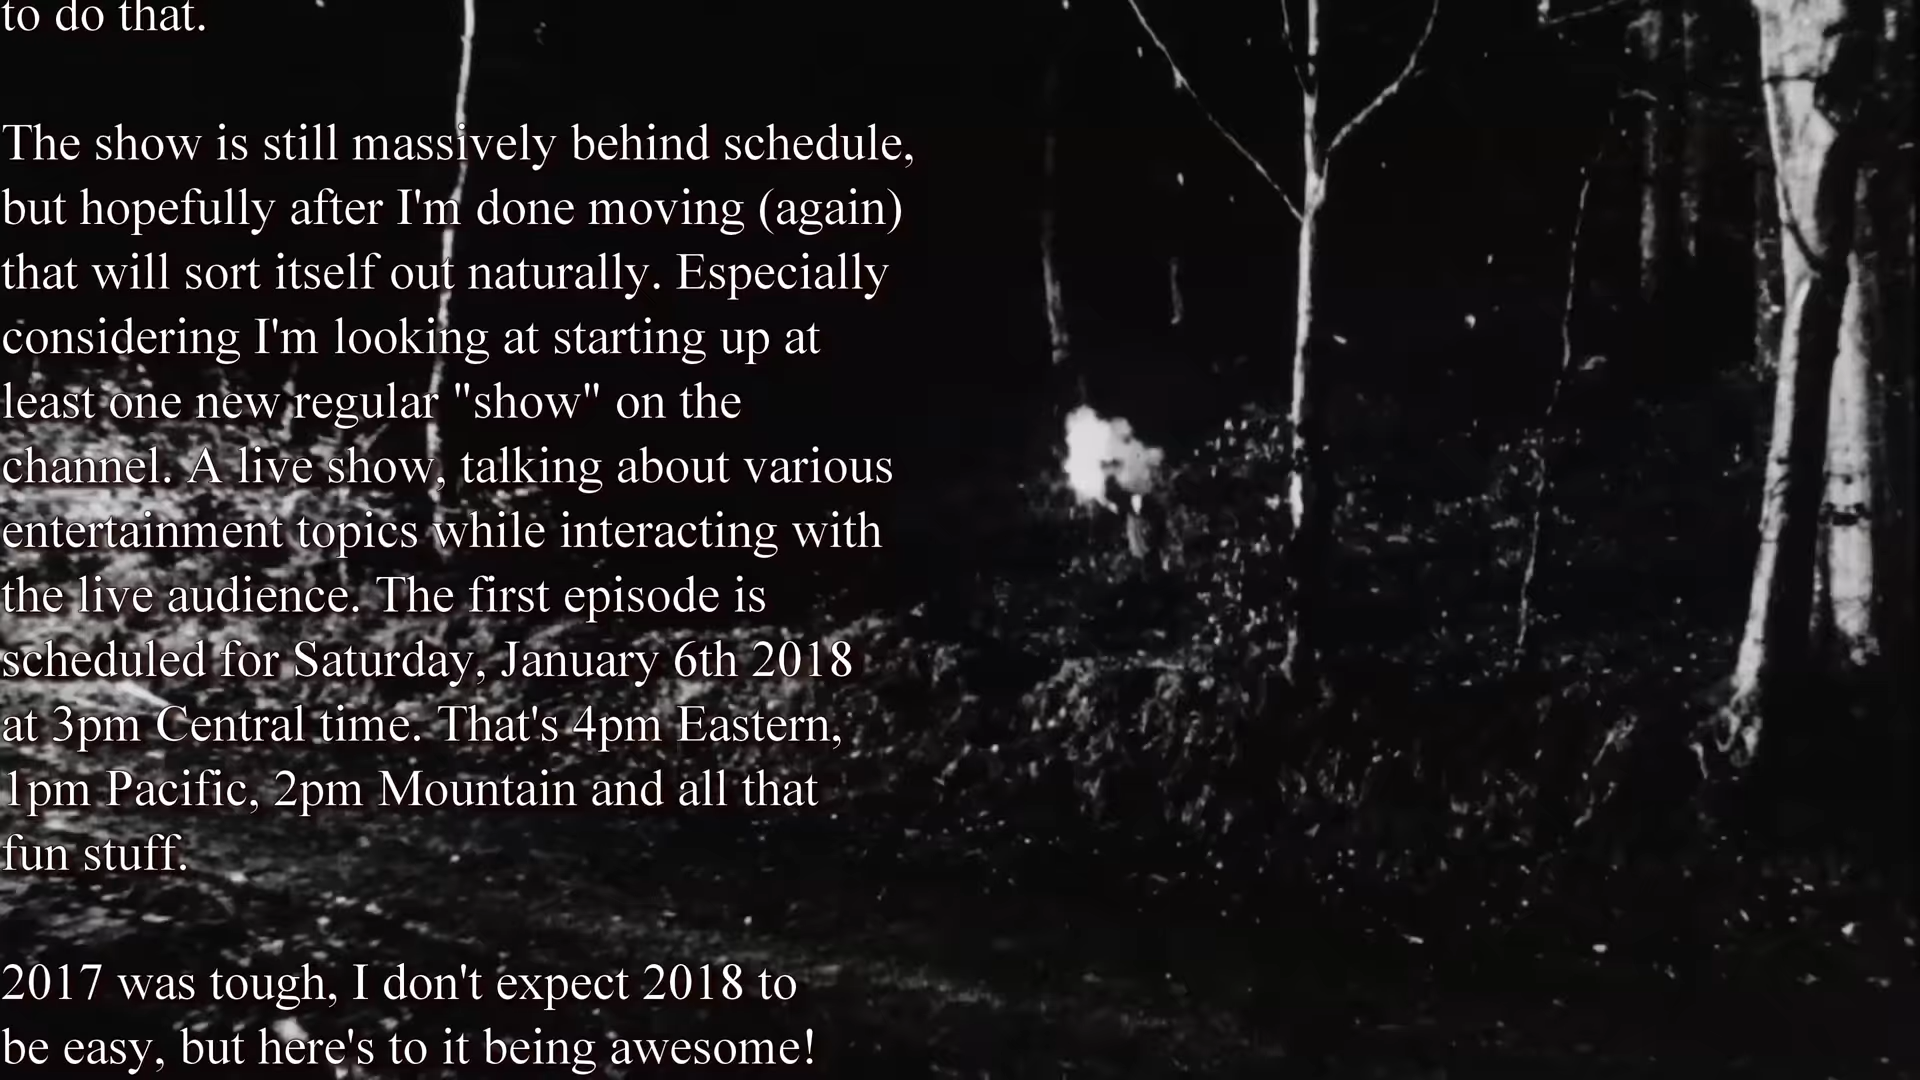 to do that.
The show is still massively behind schedule,
but hopefully after I'm done moving (again)
that will sort itself out naturally. Especially
considering I'm looking at starting up at
least one new regular "show" on the
channel. A live show, talking about various
entertainment topics while interacting with
the live audience. The first episode is
scheduled for Saturday, January 6th 2018
at 3pm Central time. That's 4pm Eastern,
1pm Pacific, 2pm Mountain and all that
fun stuff.
2017 was tough, I don't expect 2018 to
be easy, but here's to it being awesome!